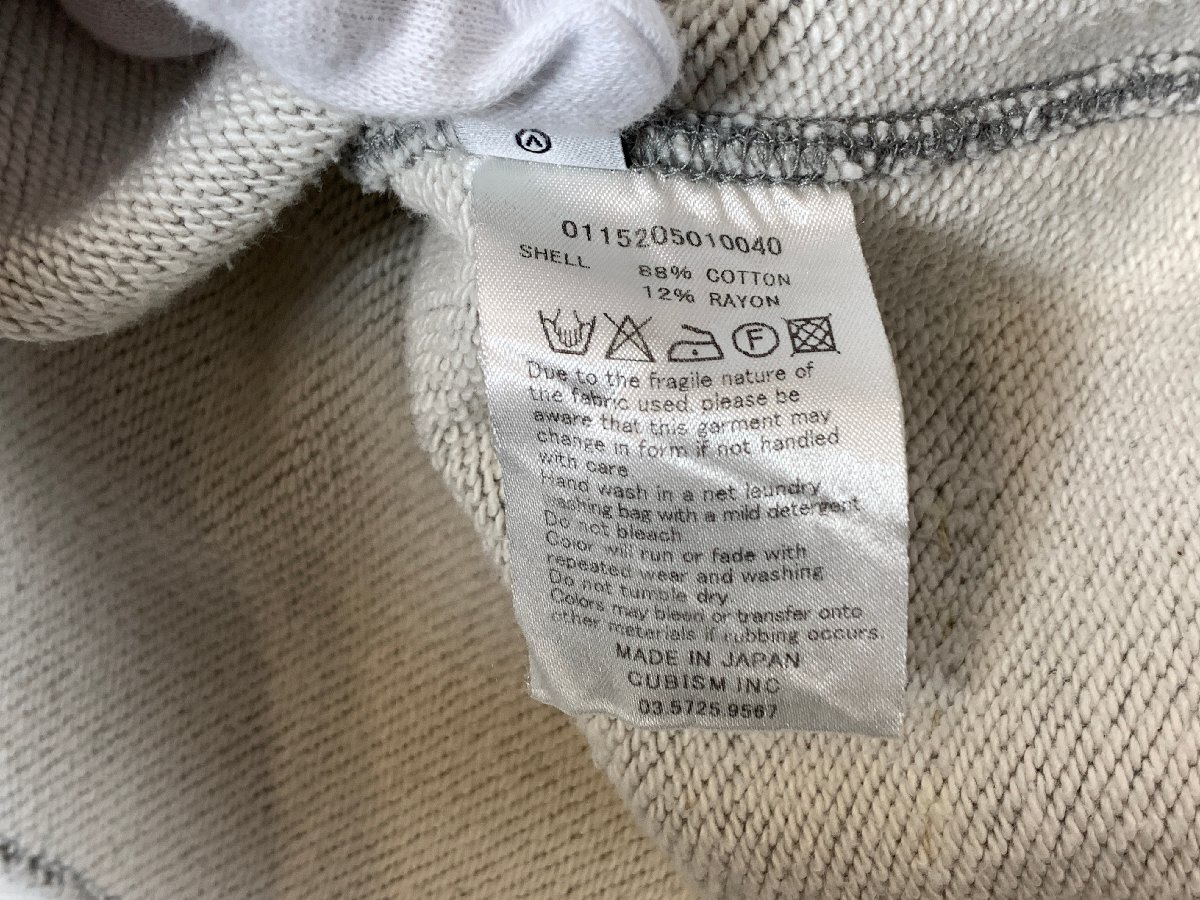 0115205010040
SHELL 88% COTTON
12% RAYON
F
Due to the fragile nature of
the fabric used, please be
aware that this garment may
change in form if not handled
with care
Hand wash in a net laundry
washing bag with a mild detergent
Do not bleach
Color will run or fade with
repeated wear and washing
Do not tumble dry
Colors may bleed or transfer onto
other materials if rubbing occurs.
MADE IN JAPAN
CUBISM INC
03 5725 9567